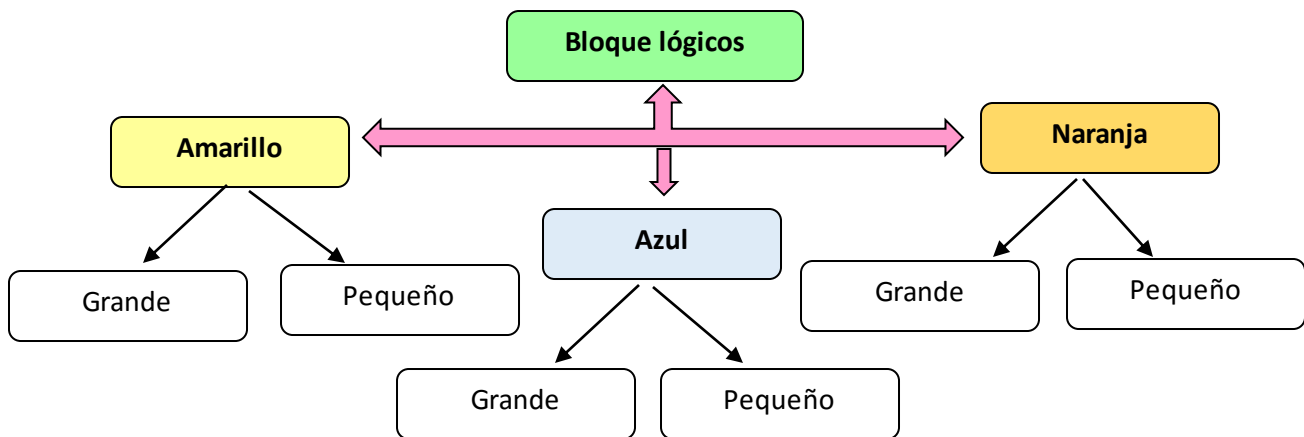 Bloque lógicos
Amarillo
Naranja
Azul
Grande
Pequeño
Grande
Pequeño
Grande
Pequeño